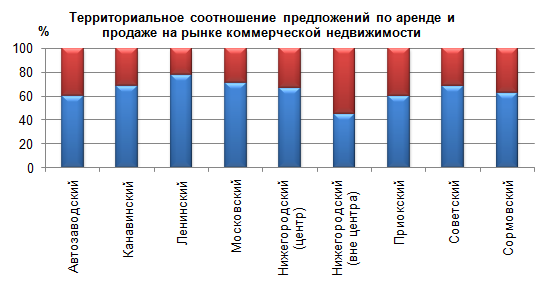 Территориальное соотношение предложений по аренде и
продаже на рынке коммерческой недвижимости
%
100
80
60
40
20
0
Автозаводский
Канавинский
Ленинский
Московский
Нижегородский
(центр)
Нижегородский
(вне центра)
Приокский
Советский
Сормовский